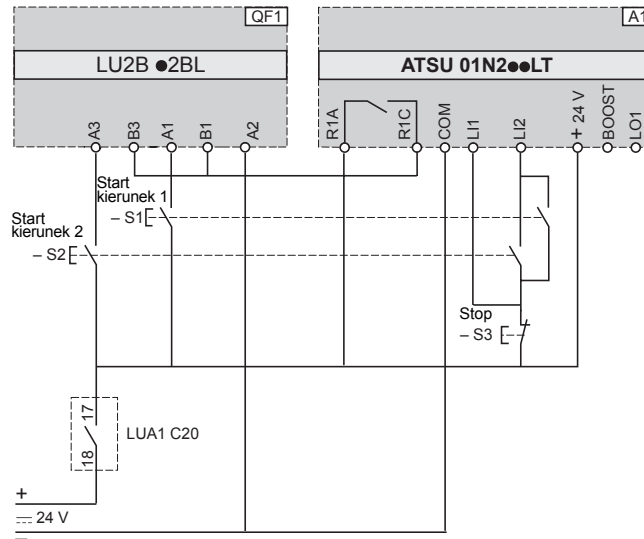 QF1
A1
LU2B ●2BL
ATSU 01N2●●LT
A3
B3
A1
B1
A2
R1A
R1C
COM
LI1
LI2
+ 24 V
BOOST
LO1
Start
kierunek 1
– S1
Start
kierunek 2
– S2
Stop
– S3
17
18
LUA1 C20
+
24 V
–